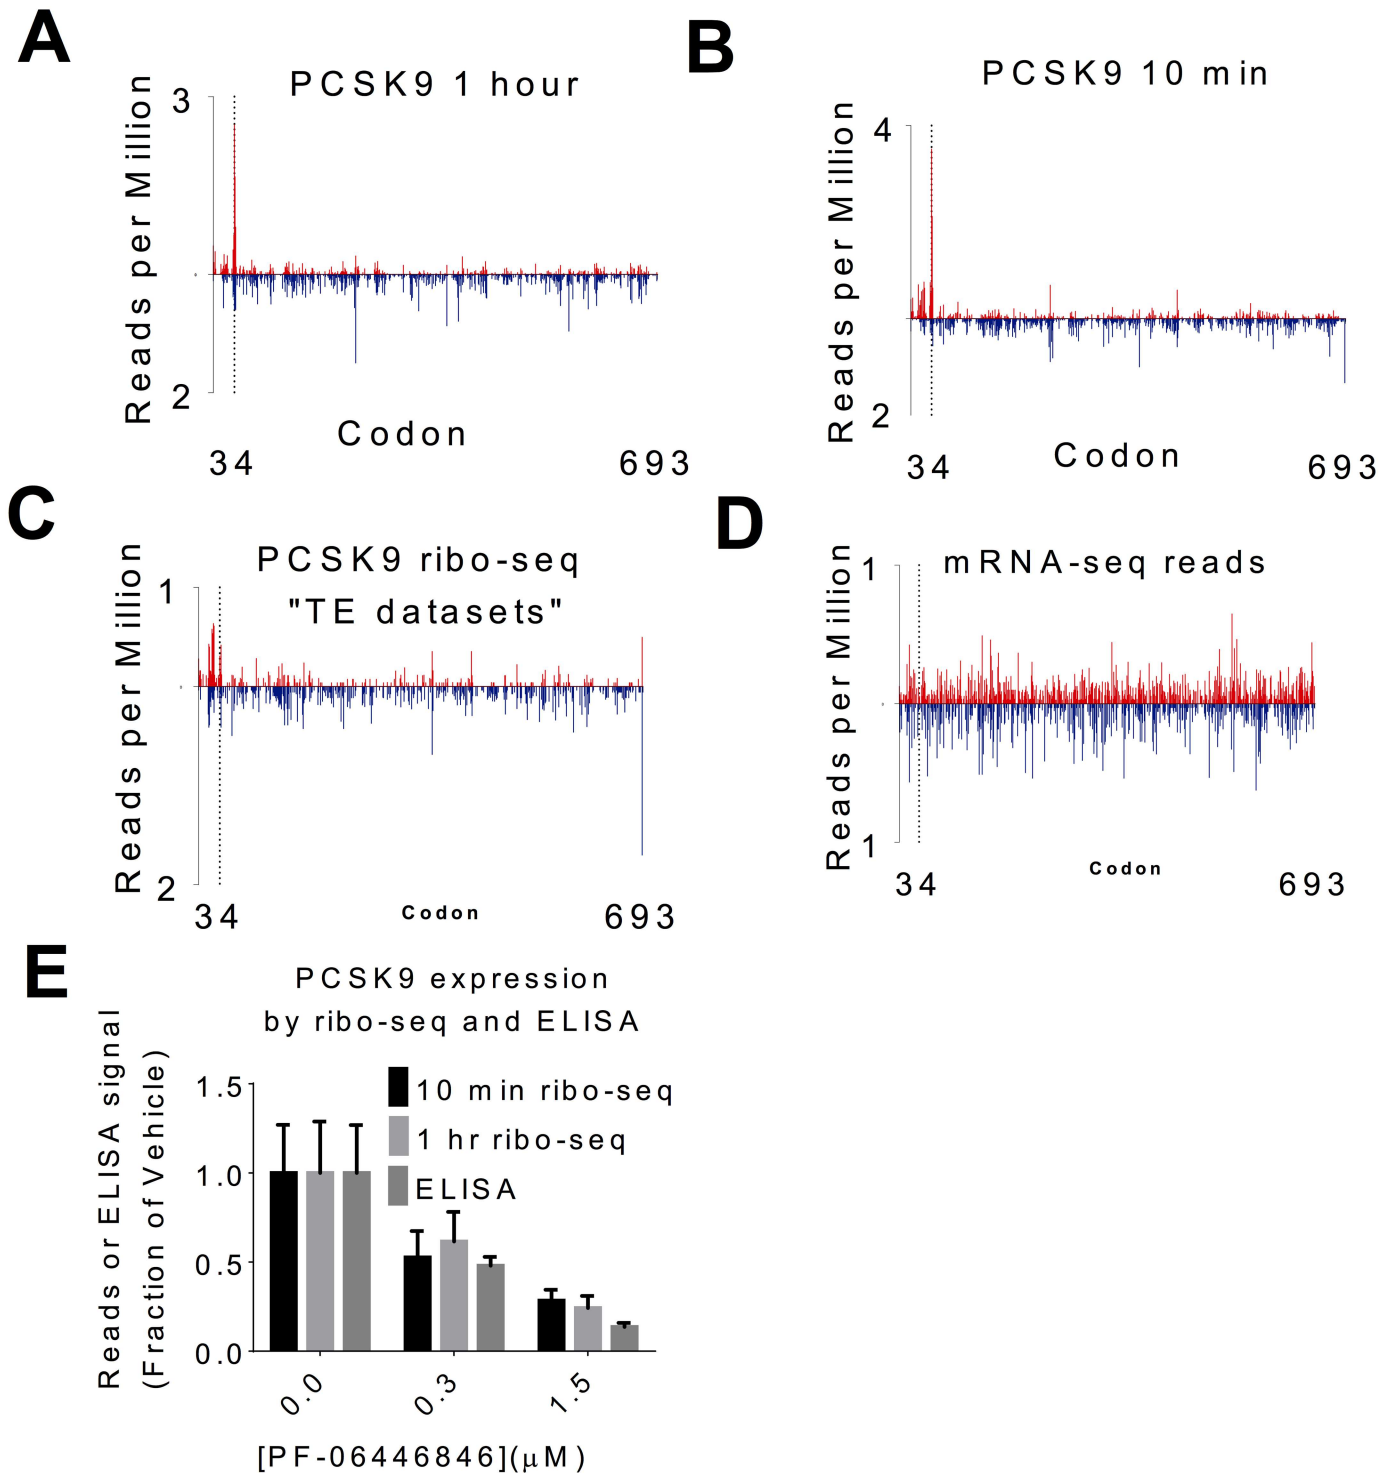 A
PCSK9 1 hour
Reads per Million
3
2
Codon
34
693
B
PCSK9 10 min
Reads per Million
4
2
Codon
34
693
C
PCSK9 ribo-seq
"TE datasets"
Reads per Million
1
2
34
Codon
693
D
mRNA-seq reads
Reads per Million
1
1
Codon
34
693
E
PCSK9 expression
by ribo-seq and ELISA
Reads or ELISA signal
(Fraction of Vehicle)
1.5
1.0
0.5
0.0
10 min ribo-seq
1 hr ribo-seq
ELISA
0.0
0.3
1.5
[PF-06446846](μM)